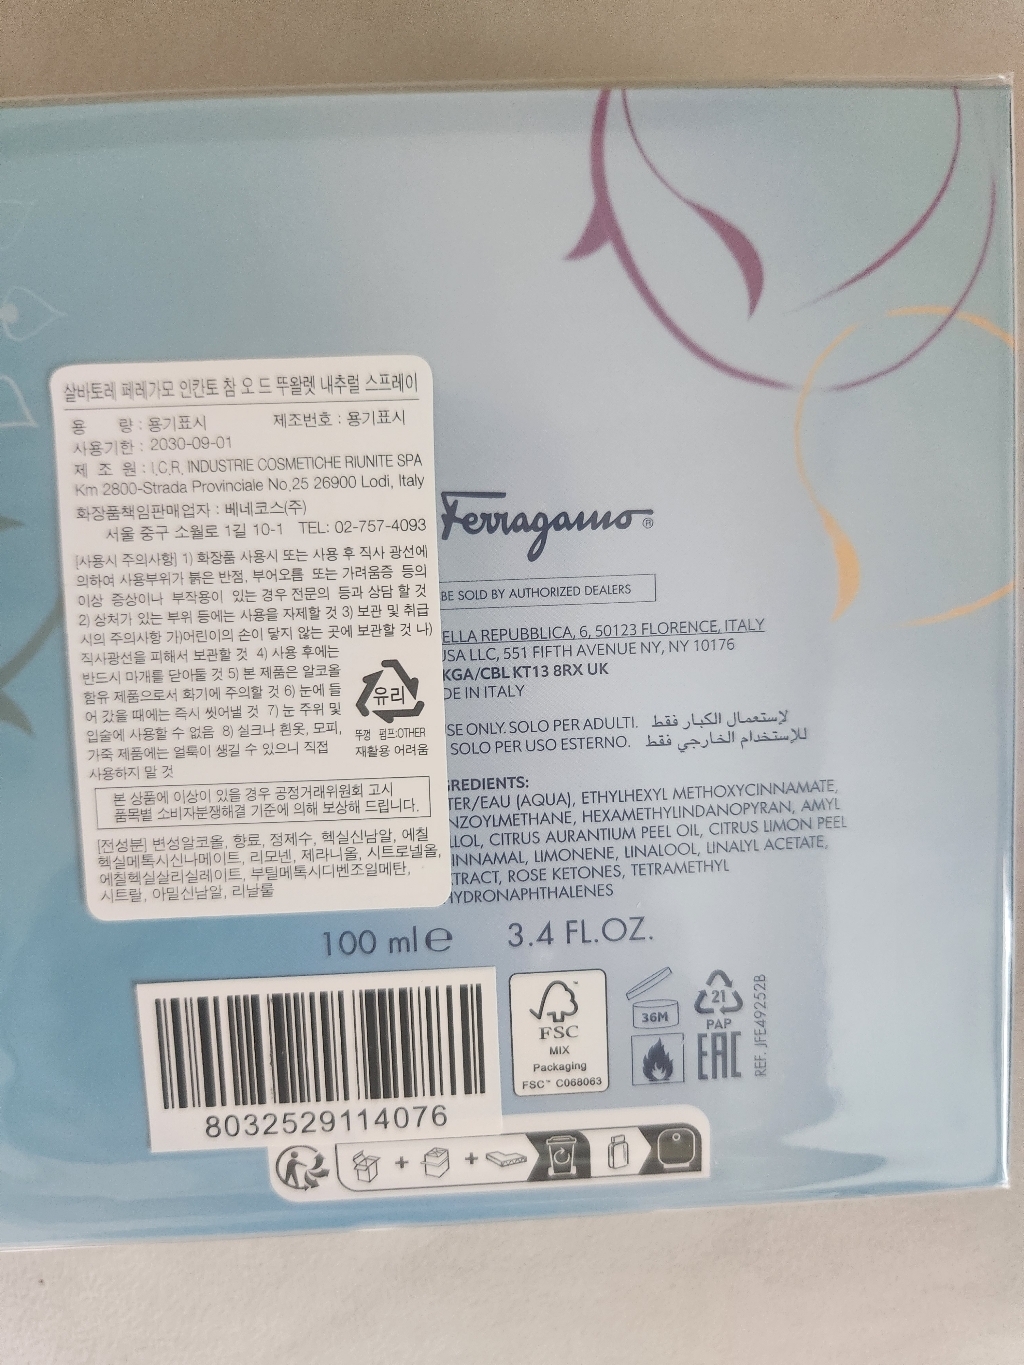 살바토레 페레가모 인칸토 참 오 드 뚜왈렛 내추럴 스프레이
용 량 : 용기표시 제조번호 : 용기표시
사용기한 : 2030-09-01
제 조 원 : I.C.R. INDUSTRIE COSMETICHE RIUNITE SPA
Km 2800-Strada Provinciale No.25 26900 Lodi, Italy
화장품책임판매업자 : 베네코스(주)
서울 중구 소월로 1길 10-1 TEL: 02-757-4093
[사용시 주의사항] 1) 화장품 사용시 또는 사용 후 직사 광선에
의하여 사용부위가 붉은 반점, 부어오름 또는 가려움증 등의
이상 증상이나 부작용이 있는 경우 전문의 등과 상담 할 것
2) 상처가 있는 부위 등에는 사용을 자제할 것 3) 보관 및 취급
시의 주의사항 가)어린이의 손이 닿지 않는 곳에 보관할 것 나)
직사광선을 피해서 보관할 것 4) 사용 후에는
반드시 마개를 닫아둘 것 5) 본 제품은 알코올
함유 제품으로서 화기에 주의할 것 6) 눈에 들
어 갔을 때에는 즉시 씻어낼 것 7) 눈 주위 및
입술에 사용할 수 없음 8) 실크나 흰옷, 모피,
가죽 제품에는 얼룩이 생길 수 있으니 직접
사용하지 말 것
유리
뚜껑 펌프:OTHER
재활용 어려움
본 상품에 이상이 있을 경우 공정거래위원회 고시
품목별 소비자분쟁해결 기준에 의해 보상해 드립니다.
[전성분] 변성알코올, 향료, 정제수, 헥실신남알, 에칠
헥실메톡시신나메이트, 리모넨, 제라니올, 시트로넬올,
에칠헥실살리실레이트, 부틸메톡시디벤조일메탄,
시트랄, 아밀신남알, 리날룰
Ferragamo®
BE SOLD BY AUTHORIZED DEALERS
ELLA REPUBBLICA, 6, 50123 FLORENCE, ITALY
USA LLC, 551 FIFTH AVENUE NY, NY 10176
KGA/CBL KT13 8RX UK
DE IN ITALY
SE ONLY. SOLO PER ADULTI. لإستعمال الكبار فقط
SOLO PER USO ESTERNO. للإستخدام الخارجي فقط
GREDIENTS:
TER/EAU (AQUA), ETHYLHEXYL METHOXYCINNAMATE,
NZOYLMETHANE, HEXAMETHYLINDANOPYRAN, AMYL
LLOL, CITRUS AURANTIUM PEEL OIL, CITRUS LIMON PEEL
INNAMAL, LIMONENE, LINALOOL, LINALYL ACETATE,
TRACT, ROSE KETONES, TETRAMETHYL
HYDRONAPHTHALENES
100 ml e 3.4 FL.OZ.
8032529114076
FSC™
MIX
Packaging
FSC™ C068063
36M
21
PAP
EAC
REF. JFE49252B